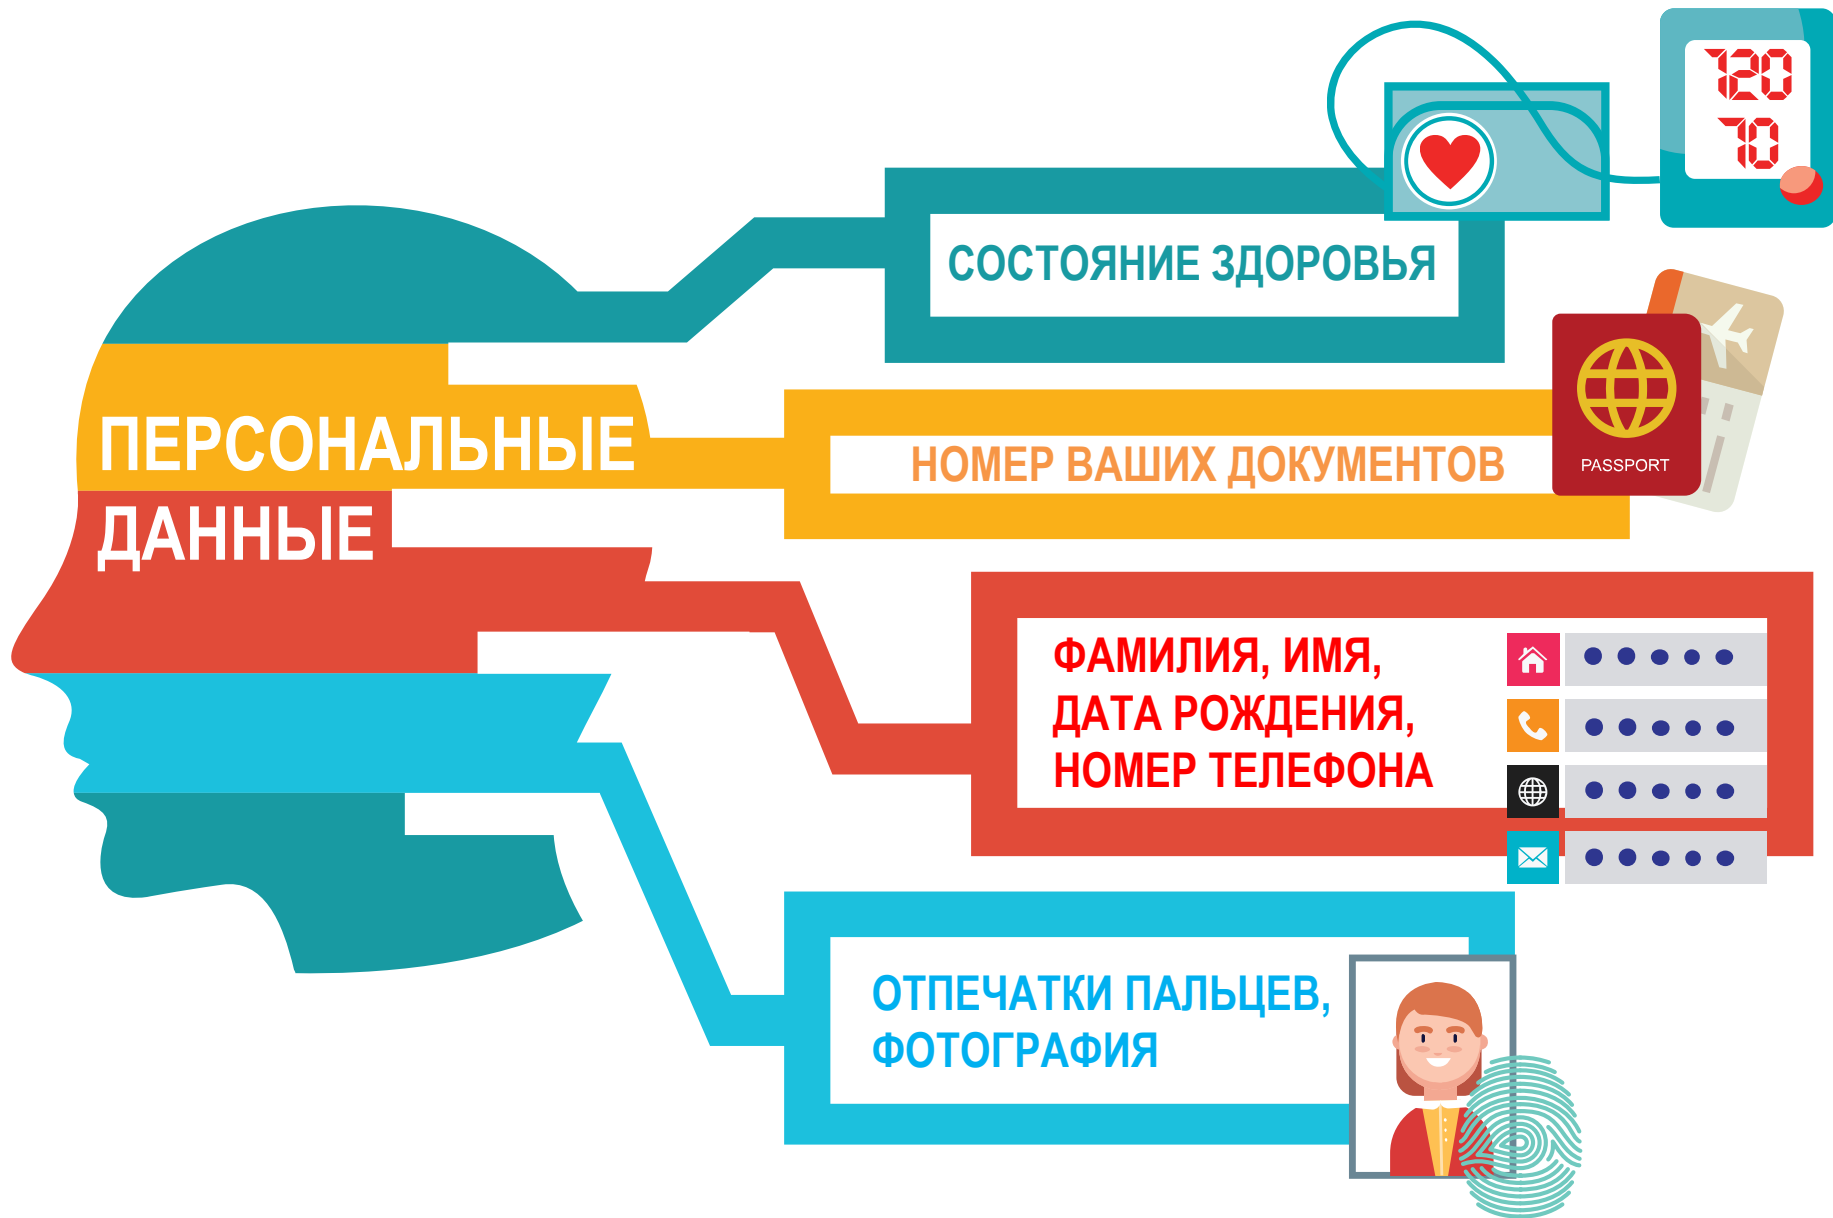 120
70
СОСТОЯНИЕ ЗДОРОВЬЯ
ПЕРСОНАЛЬНЫЕ
ДАННЫЕ
НОМЕР ВАШИХ ДОКУМЕНТОВ
PASSPORT
ФАМИЛИЯ, ИМЯ,
ДАТА РОЖДЕНИЯ,
НОМЕР ТЕЛЕФОНА
ОТПЕЧАТКИ ПАЛЬЦЕВ,
ФОТОГРАФИЯ